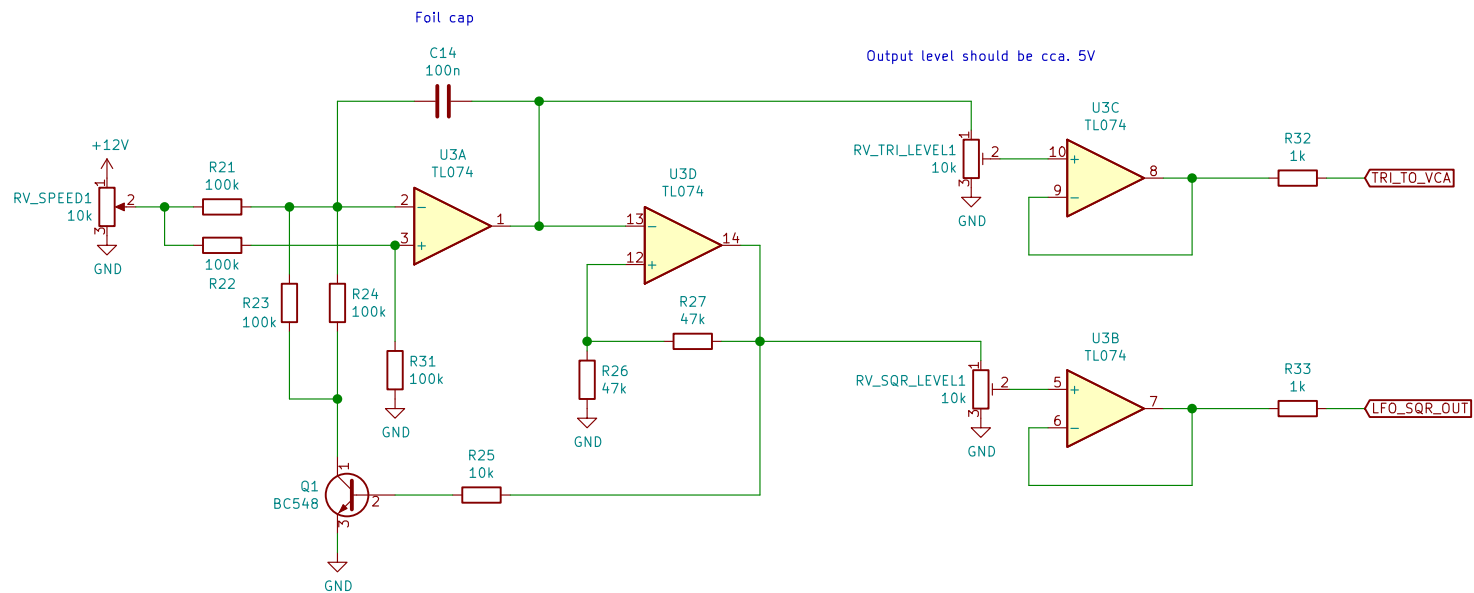 Foil cap
C14
100n
Output level should be cca. 5V
+12V
RV_SPEED1
10k
1
2
3
GND
R21
100k
100k
R22
R23
100k
R24
100k
U3A
TL074
2
3
1
R31
100k
GND
U3D
TL074
13
12
14
R27
47k
R26
47k
GND
R25
10k
Q1
BC548
1
2
3
GND
RV_TRI_LEVEL1
10k
1
2
3
GND
U3C
TL074
10
9
8
R32
1k
TRI_TO_VCA
RV_SQR_LEVEL1
10k
1
2
3
GND
U3B
TL074
5
6
7
R33
1k
LFO_SQR_OUT